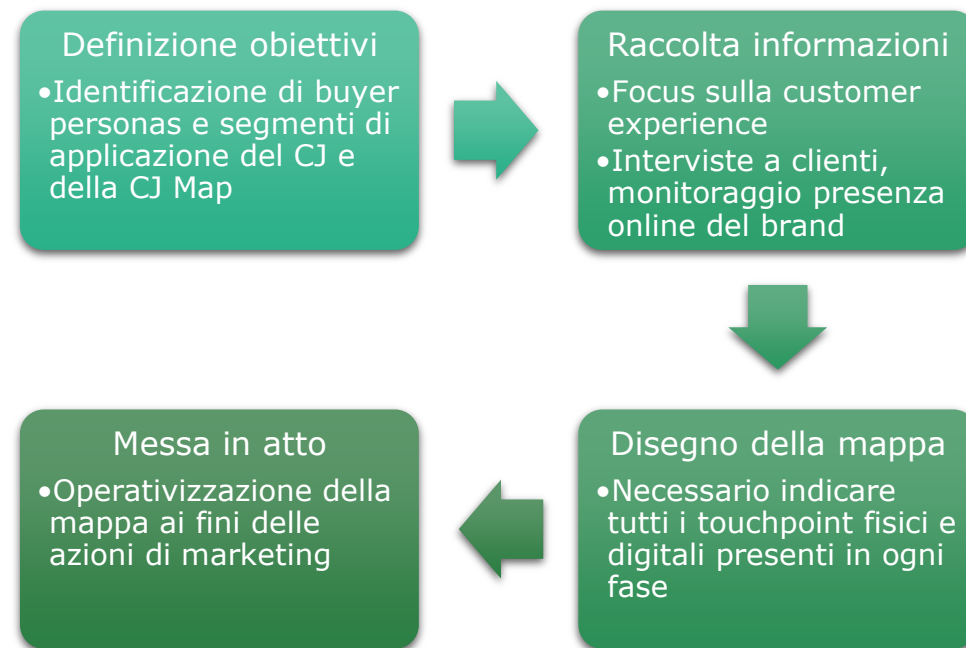 Definizione obiettivi
•Identificazione di buyer
personas e segmenti di
applicazione del CJ e
della CJ Map
Raccolta informazioni
•Focus sulla customer
experience
•Interviste a clienti,
monitoraggio presenza
online del brand
Disegno della mappa
•Necessario indicare
tutti i touchpoint fisici e
digitali presenti in ogni
fase
Messa in atto
•Operativizzazione della
mappa ai fini delle
azioni di marketing